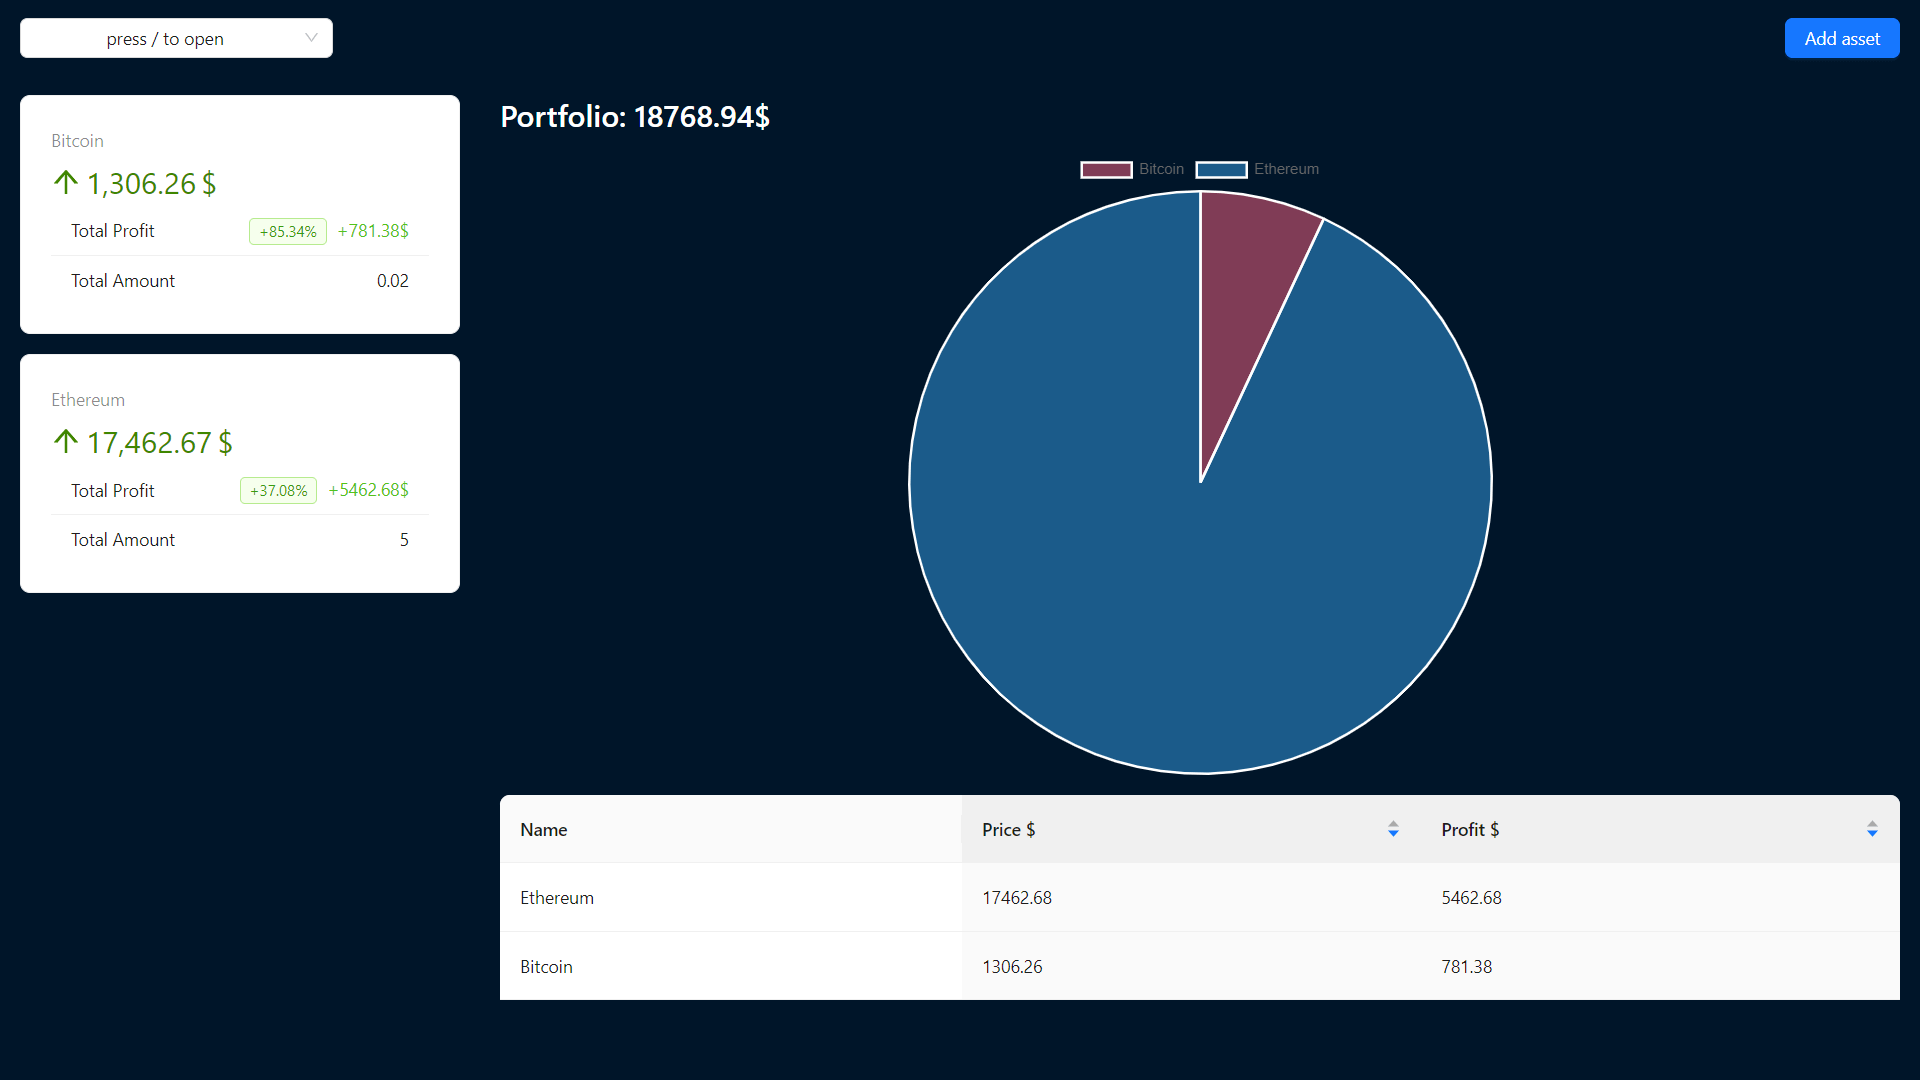 press / to open
Add asset
Bitcoin
1,306.26 $
Total Profit +85.34% +781.38$
Total Amount 0.02
Ethereum
17,462.67 $
Total Profit +37.08% +5462.68$
Total Amount 5
Portfolio: 18768.94$
Bitcoin Ethereum
Name Price $ Profit $
Ethereum 17462.68 5462.68
Bitcoin 1306.26 781.38